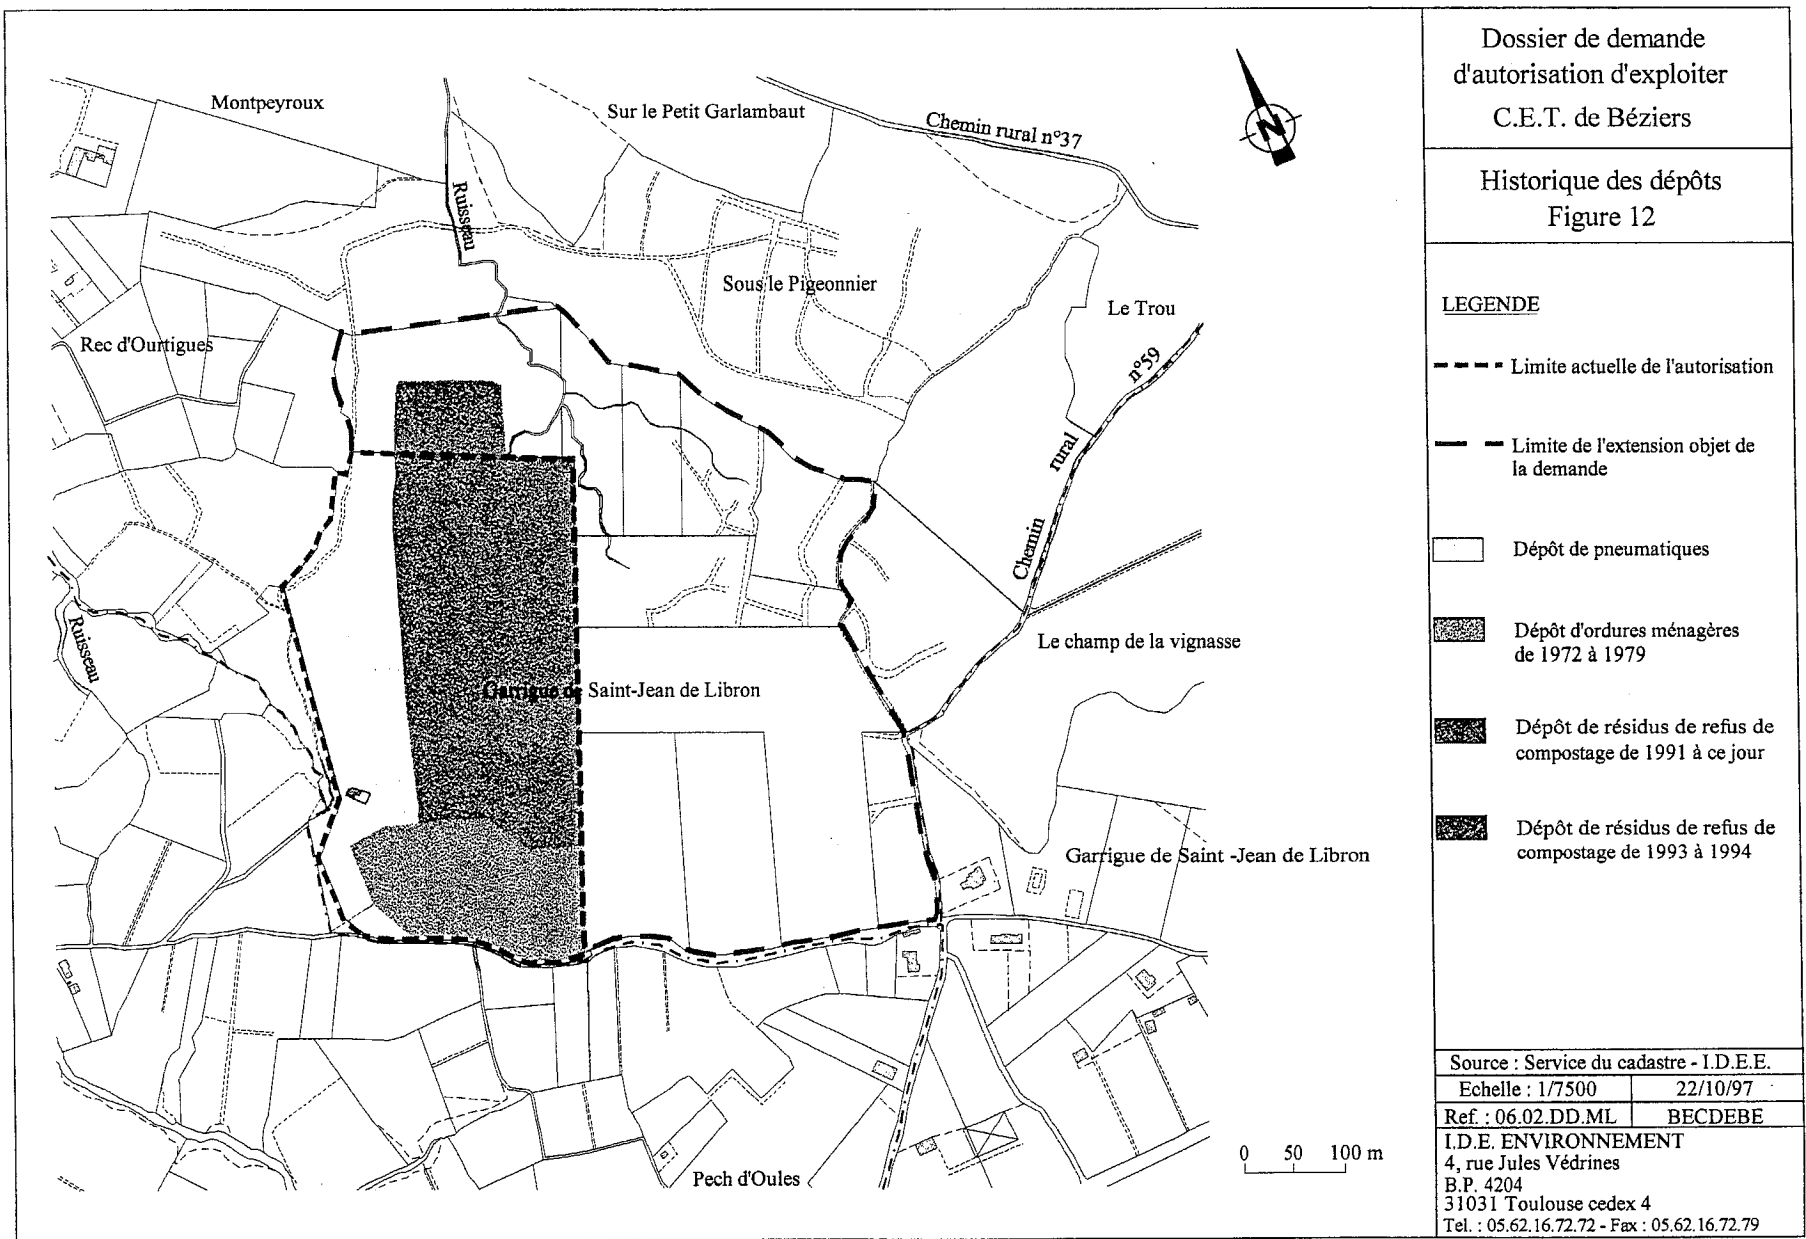 Dossier de demande
d'autorisation d'exploiter
C.E.T. de Béziers
Historique des dépôts
Figure 12
LEGENDE
Limite actuelle de l'autorisation
Limite de l'extension objet de
la demande
Dépôt de pneumatiques
Dépôt d'ordures ménagères
de 1972 à 1979
Dépôt de résidus de refus de
compostage de 1991 à ce jour
Dépôt de résidus de refus de
compostage de 1993 à 1994
Source : Service du cadastre - I.D.E.E.
Echelle : 1/7500
22/10/97
Ref. : 06.02.DD.ML
BECDEBE
I.D.E. ENVIRONNEMENT
4, rue Jules Védrines
B.P. 4204
31031 Toulouse cedex 4
Tel. : 05.62.16.72.72 - Fax : 05.62.16.72.79
Montpeyroux
Sur le Petit Garlambaut
Chemin rural n°37
N
Ruisseau
Sous le Pigeonnier
Le Trou
Rec d'Ourtigues
n°59
rural
Chemin
Ruisseau
Le champ de la vignasse
Garrigue de Saint-Jean de Libron
Garrigue de Saint -Jean de Libron
Pech d'Oules
0 50 100 m